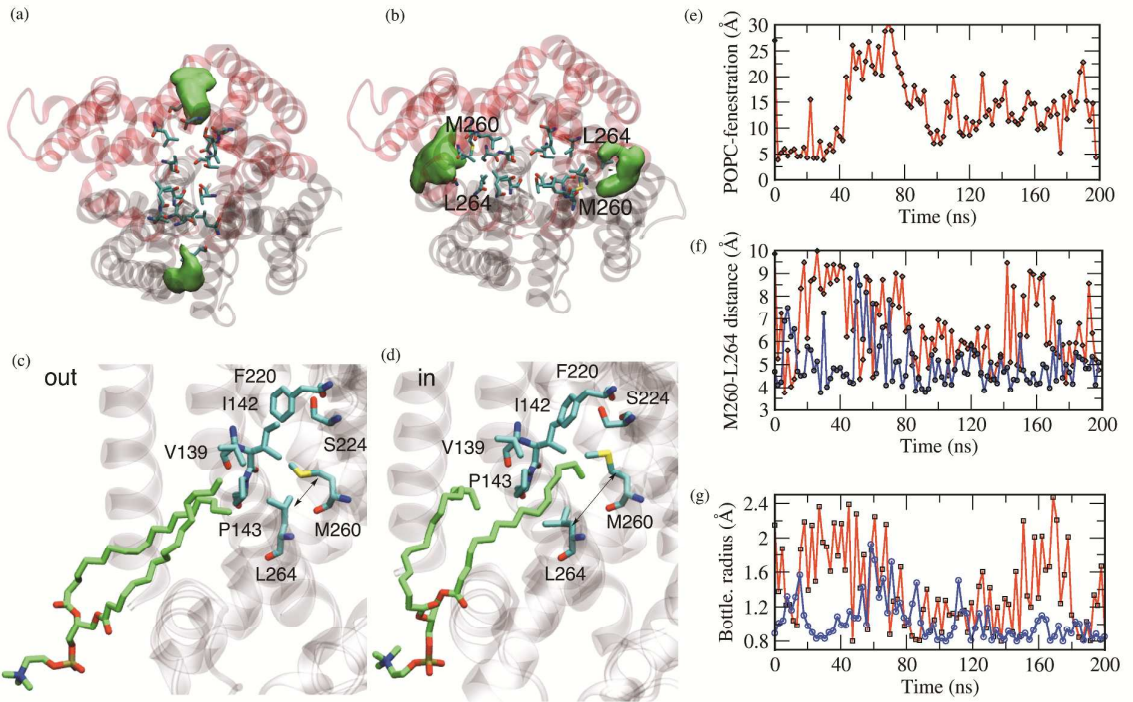 (a)
(b)
M260
L264
L264
M260
(c)
out
F220
I142
S224
V139
P143
M260
L264
(d)
in
F220
I142
S224
V139
P143
M260
L264
(e)
POPC-fenestration (Å)
30
25
20
15
10
5
0
0 40 80 120 160 200
Time (ns)
(f)
M260-L264 distance (Å)
10
9
8
7
6
5
4
3
0 40 80 120 160 200
Time (ns)
(g)
Bottle. radius (Å)
2.4
2
1.6
1.2
0.8
0 40 80 120 160 200
Time (ns)